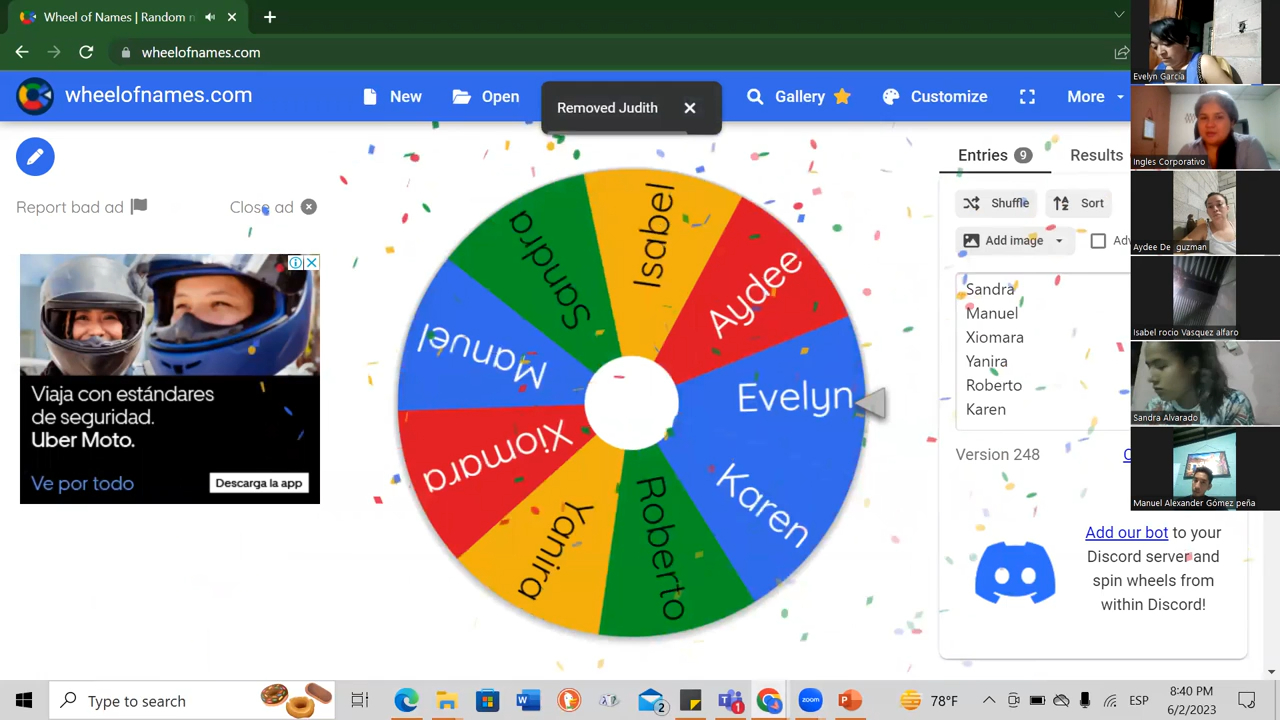 Wheel of Names | Random n
wheelofnames.com
wheelofnames.com
New
Open
Removed Judith
Gallery
Customize
More
Report bad ad
Close ad
Viaja con estándares
de seguridad.
Uber Moto.
Ve por todo
Descarga la app
Isabel
Aydee
Evelyn
Karen
Roberto
Yanira
Xiomara
Manuel
Sandra
Entries 9
Results
Shuffle
Sort
Add image
Adv
Sandra
Manuel
Xiomara
Yanira
Roberto
Karen
Version 248
Add our bot to your
Discord server and
spin wheels from
within Discord!
Evelyn García
Ingles Corporativo
Aydee De guzman
Isabel rocio Vasquez alfaro
Sandra Alvarado
Manuel Alexander Gómez peña
Type to search
2
1
zoom
78°F
ESP
8:40 PM
6/2/2023